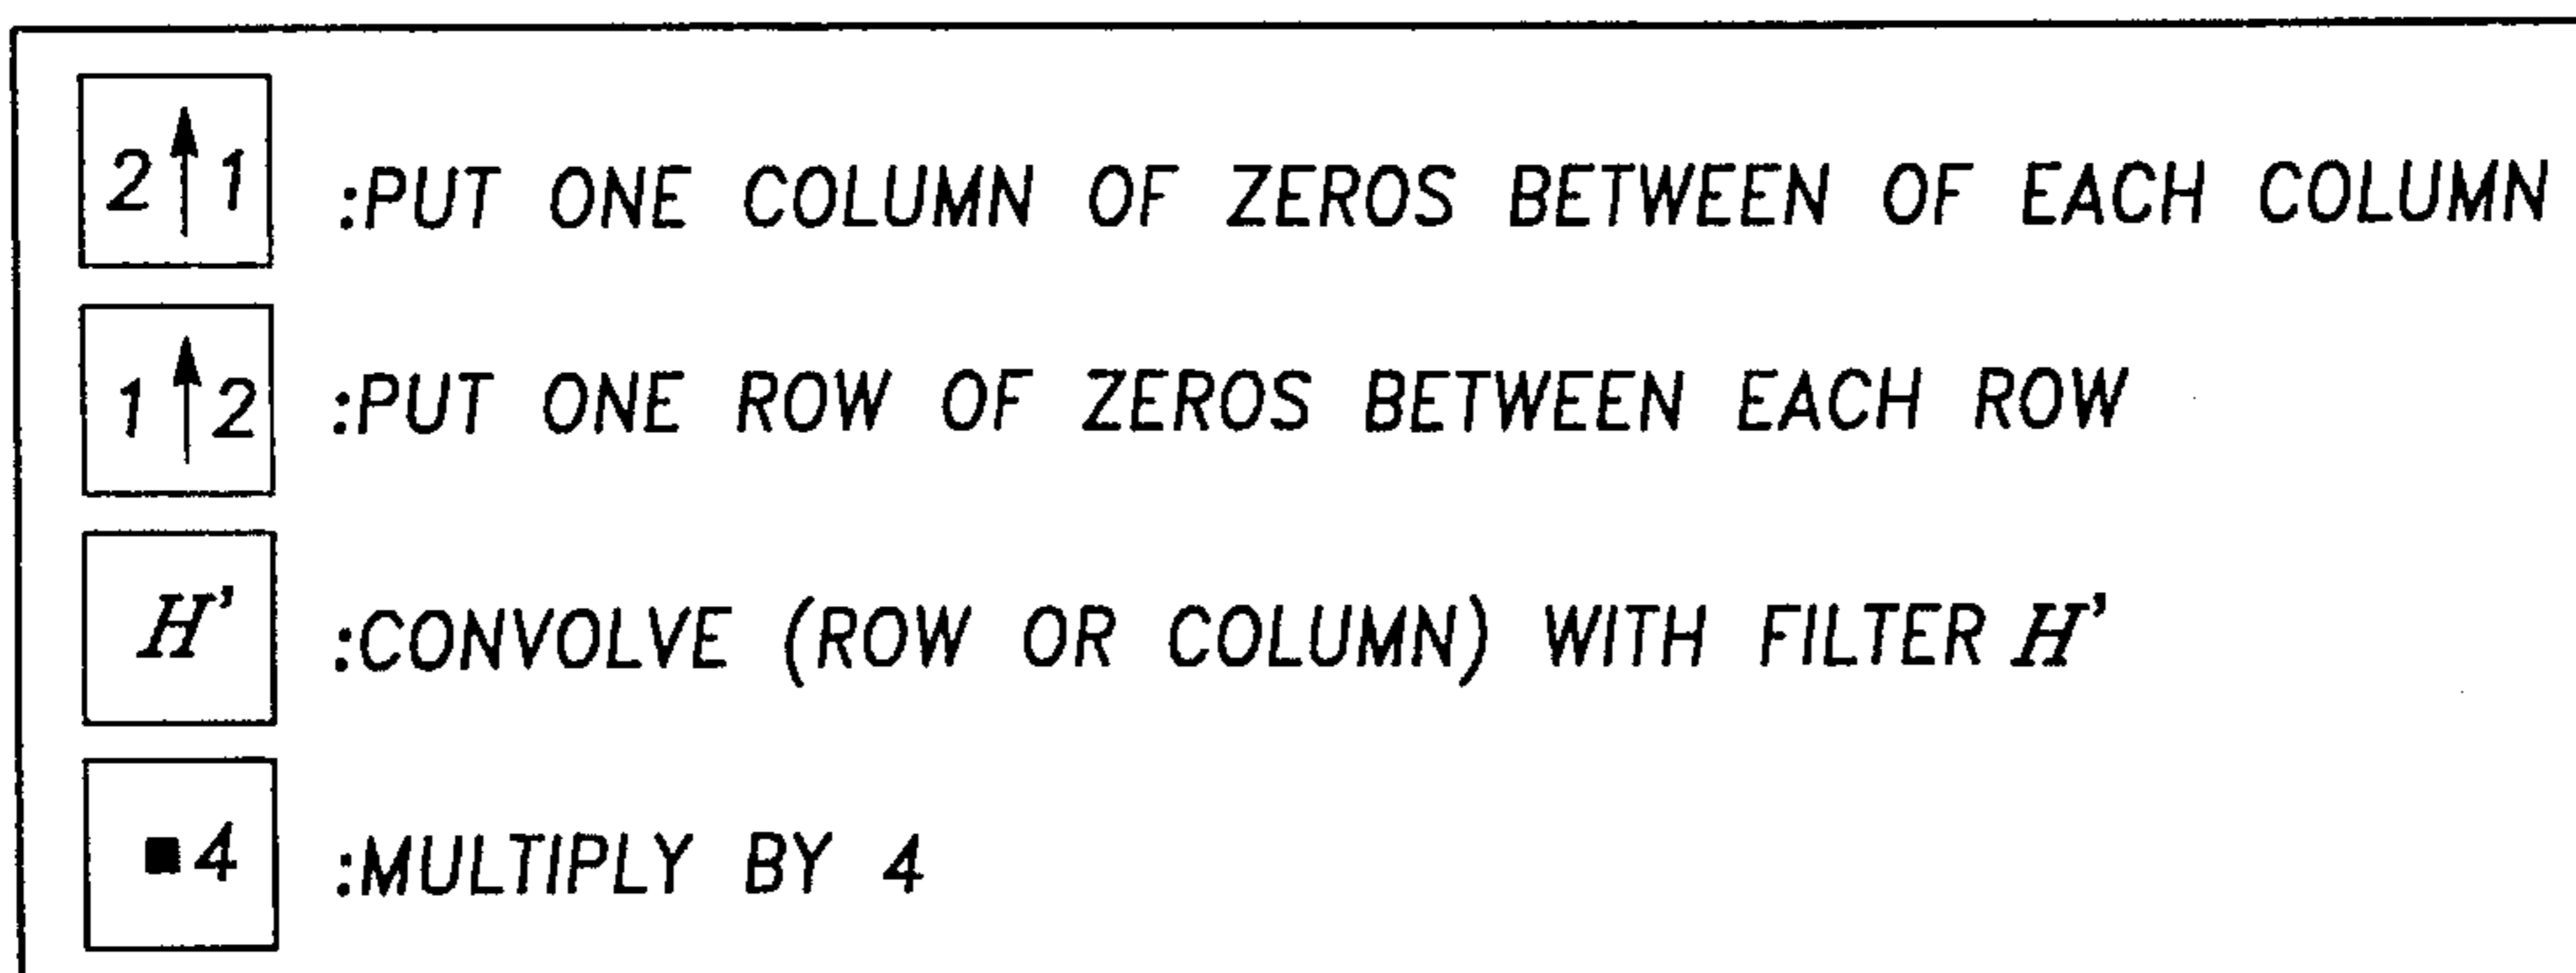 2↑1 :PUT ONE COLUMN OF ZEROS BETWEEN OF EACH COLUMN
1↑2 :PUT ONE ROW OF ZEROS BETWEEN EACH ROW
H' :CONVOLVE (ROW OR COLUMN) WITH FILTER H'
▪4 :MULTIPLY BY 4